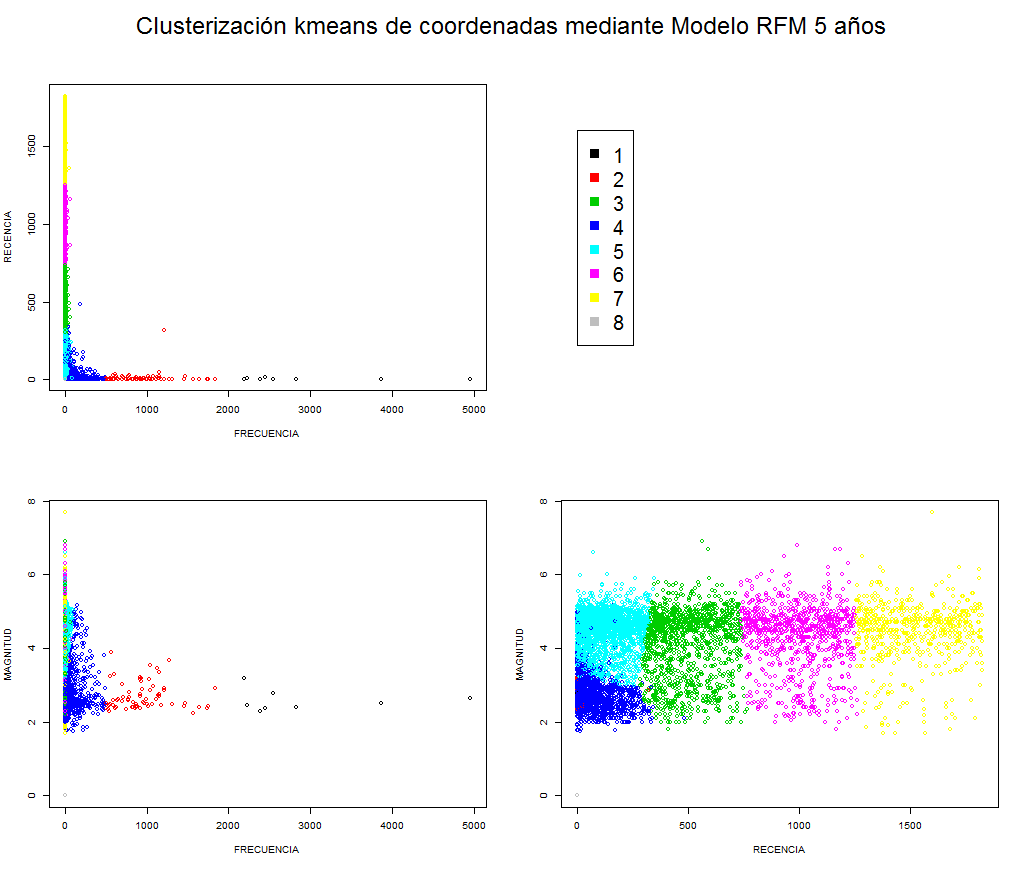 Clusterización kmeans de coordenadas mediante Modelo RFM 5 años
RECENCIA
1500
1000
500
0
0 1000 2000 3000 4000 5000
FRECUENCIA
1
2
3
4
5
6
7
8
MAGNITUD
8
6
4
2
0
0 1000 2000 3000 4000 5000
FRECUENCIA
MAGNITUD
8
6
4
2
0
0 500 1000 1500
RECENCIA